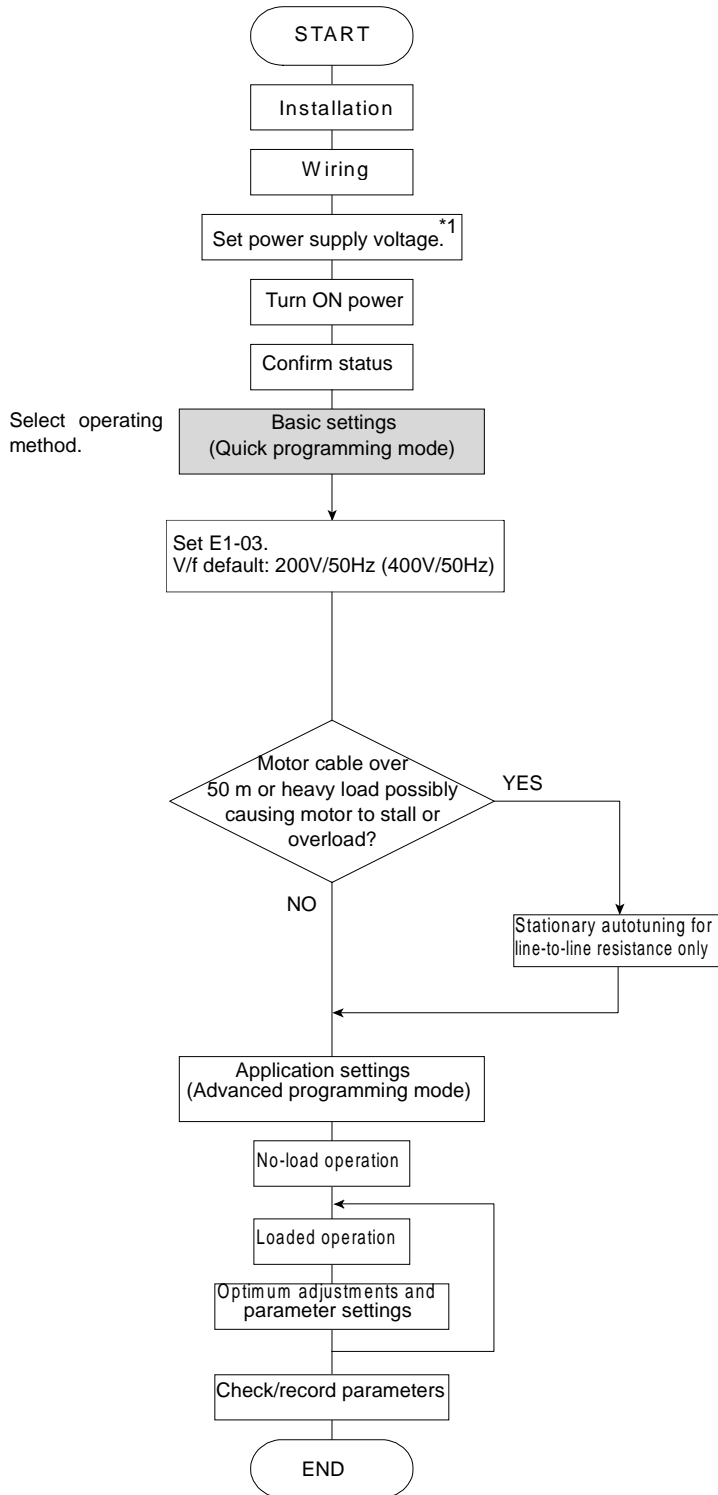 START
Installation
Wiring
Set power supply voltage.*1
Turn ON power
Confirm status
Select operating
method.
Basic settings
(Quick programming mode)
Set E1-03.
V/f default: 200V/50Hz (400V/50Hz)
Motor cable over
50 m or heavy load possibly
causing motor to stall or
overload?
YES
NO
Stationary autotuning for
line-to-line resistance only
Application settings
(Advanced programming mode)
No-load operation
Loaded operation
Optimum adjustments and
parameter settings
Check/record parameters
END